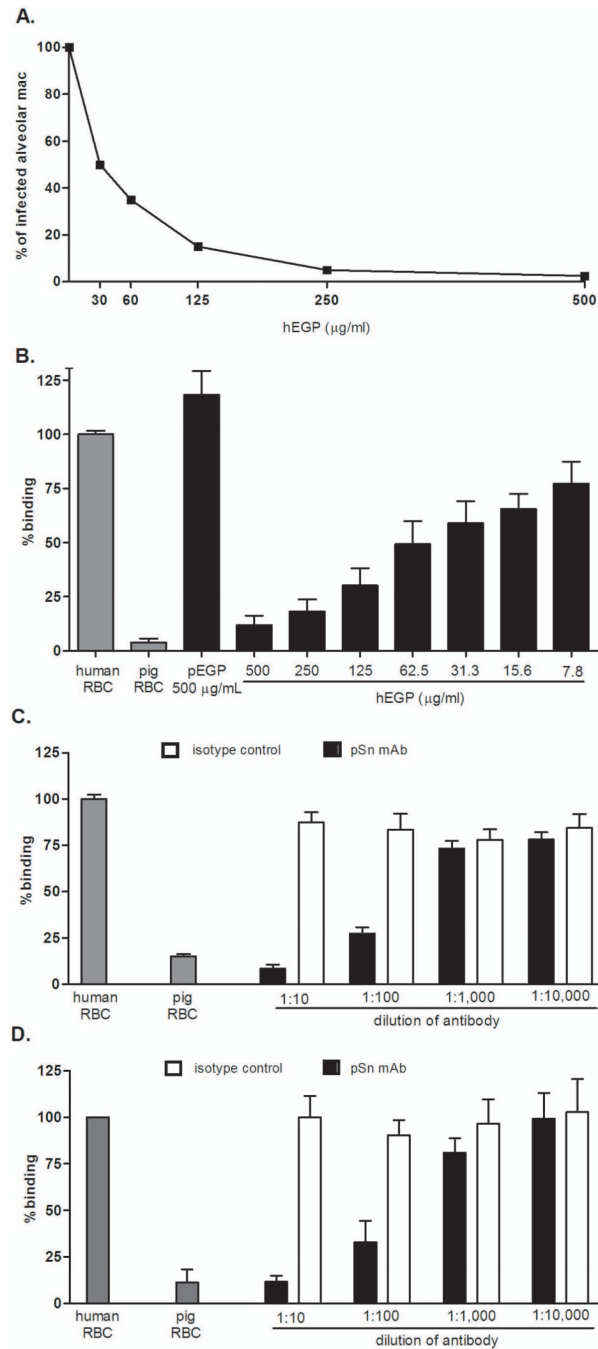 A.
100
80
60
40
20
0
% of infected alveolar mac
30 60 125 250 500
hEGP (µg/ml)
B.
125
100
75
50
25
0
% binding
human RBC
pig RBC
pEGP 500 µg/mL
500 250 125 62.5 31.3 15.6 7.8
hEGP (µg/ml)
C.
isotype control pSn mAb
125
100
75
50
25
0
% binding
human RBC
pig RBC
1:10 1:100 1:1,000 1:10,000
dilution of antibody
D.
isotype control pSn mAb
125
100
75
50
25
0
% binding
human RBC
pig RBC
1:10 1:100 1:1,000 1:10,000
dilution of antibody